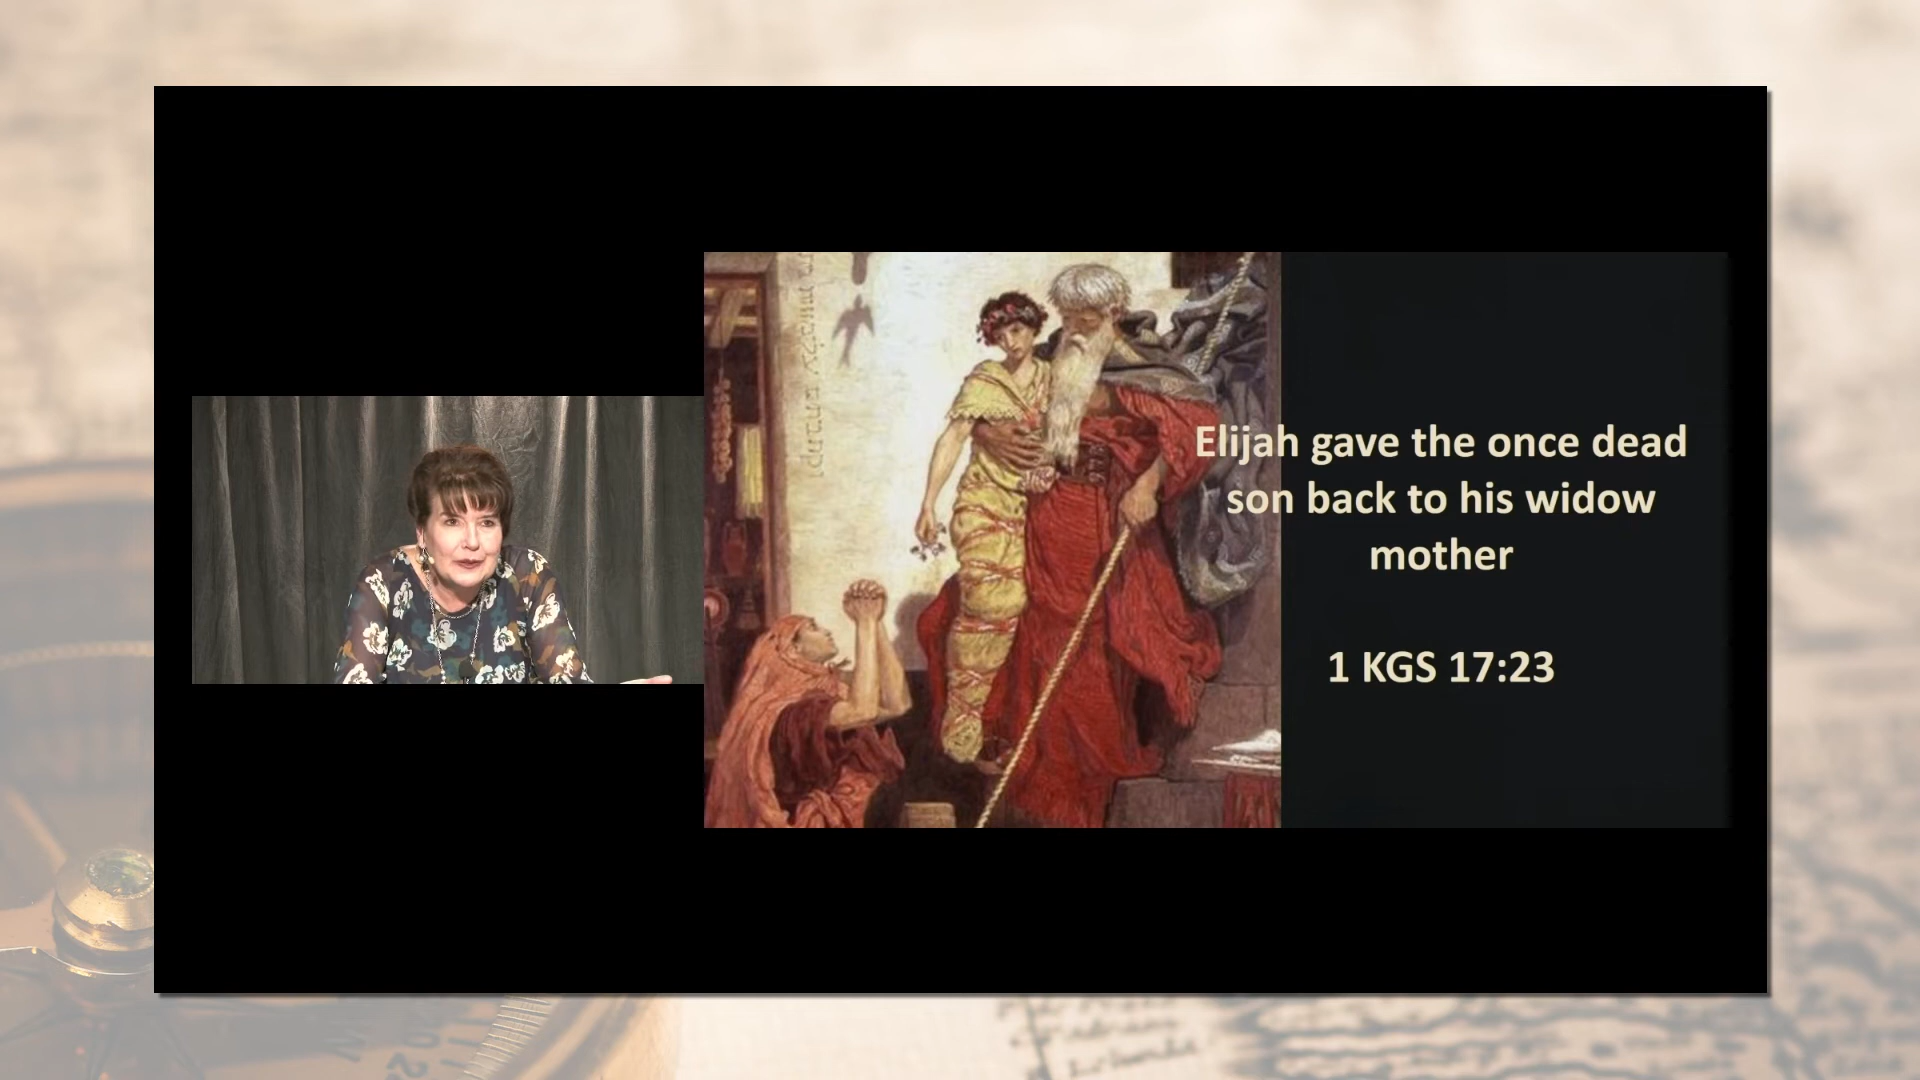 Elijah gave the once dead
son back to his widow
mother
1 KGS 17:23